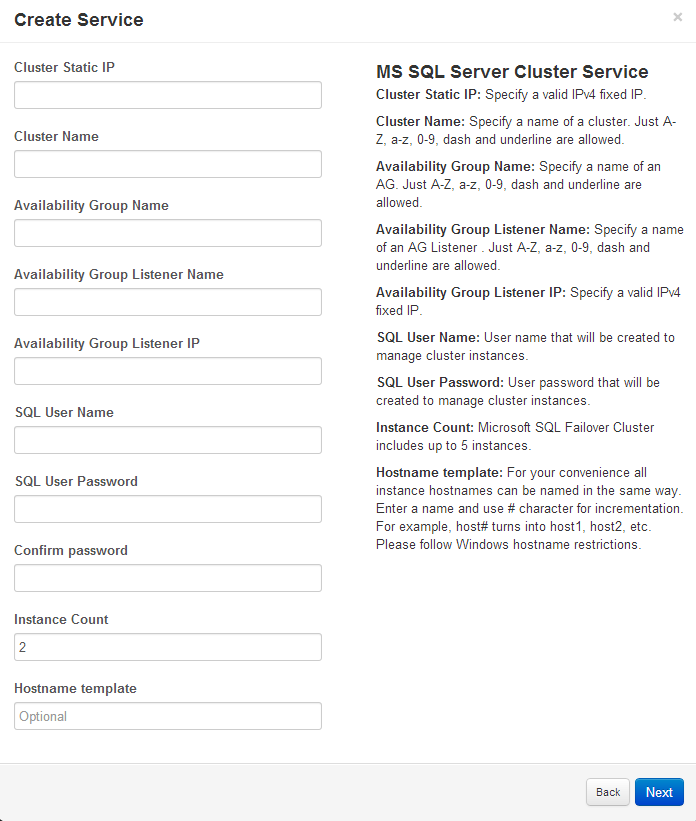 Create Service
×
Cluster Static IP
Cluster Name
Availability Group Name
Availability Group Listener Name
Availability Group Listener IP
SQL User Name
SQL User Password
Confirm password
Instance Count
2
Hostname template
Optional
MS SQL Server Cluster Service
Cluster Static IP: Specify a valid IPv4 fixed IP.
Cluster Name: Specify a name of a cluster. Just A-
Z, a-z, 0-9, dash and underline are allowed.
Availability Group Name: Specify a name of an
AG. Just A-Z, a-z, 0-9, dash and underline are
allowed.
Availability Group Listener Name: Specify a name
of an AG Listener . Just A-Z, a-z, 0-9, dash and
underline are allowed.
Availability Group Listener IP: Specify a valid IPv4
fixed IP.
SQL User Name: User name that will be created to
manage cluster instances.
SQL User Password: User password that will be
created to manage cluster instances.
Instance Count: Microsoft SQL Failover Cluster
includes up to 5 instances.
Hostname template: For your convenience all
instance hostnames can be named in the same way.
Enter a name and use # character for incrementation.
For example, host# turns into host1, host2, etc.
Please follow Windows hostname restrictions.
Back
Next